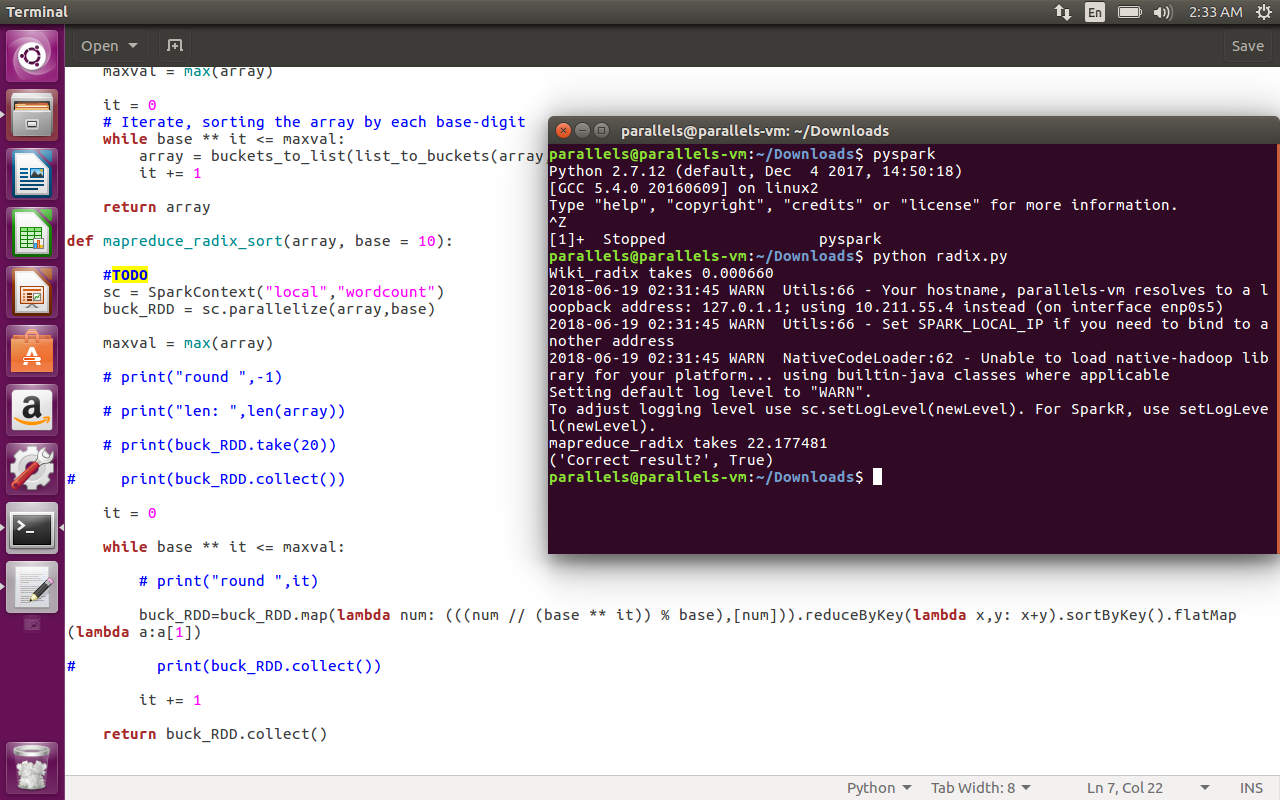 Terminal
En
2:33 AM
Open
Save
maxval = max(array)
it = 0
# Iterate, sorting the array by each base-digit
while base ** it <= maxval:
array = buckets_to_list(list_to_buckets(array
it += 1
return array
def mapreduce_radix_sort(array, base = 10):
#TODO
sc = SparkContext("local","wordcount")
buck_RDD = sc.parallelize(array,base)
maxval = max(array)
# print("round ",-1)
# print("len: ",len(array))
# print(buck_RDD.take(20))
#     print(buck_RDD.collect())
it = 0
while base ** it <= maxval:
# print("round ",it)
buck_RDD=buck_RDD.map(lambda num: (((num // (base ** it)) % base),[num])).reduceByKey(lambda x,y: x+y).sortByKey().flatMap
(lambda a:a[1])
#         print(buck_RDD.collect())
it += 1
return buck_RDD.collect()
parallels@parallels-vm: ~/Downloads
parallels@parallels-vm:~/Downloads$ pyspark
Python 2.7.12 (default, Dec  4 2017, 14:50:18)
[GCC 5.4.0 20160609] on linux2
Type "help", "copyright", "credits" or "license" for more information.
^Z
[1]+  Stopped                 pyspark
parallels@parallels-vm:~/Downloads$ python radix.py
Wiki_radix takes 0.000660
2018-06-19 02:31:45 WARN  Utils:66 - Your hostname, parallels-vm resolves to a l
oopback address: 127.0.1.1; using 10.211.55.4 instead (on interface enp0s5)
2018-06-19 02:31:45 WARN  Utils:66 - Set SPARK_LOCAL_IP if you need to bind to a
nother address
2018-06-19 02:31:45 WARN  NativeCodeLoader:62 - Unable to load native-hadoop lib
rary for your platform... using builtin-java classes where applicable
Setting default log level to "WARN".
To adjust logging level use sc.setLogLevel(newLevel). For SparkR, use setLogLeve
l(newLevel).
mapreduce_radix takes 22.177481
('Correct result?', True)
parallels@parallels-vm:~/Downloads$
Python
Tab Width: 8
Ln 7, Col 22
INS